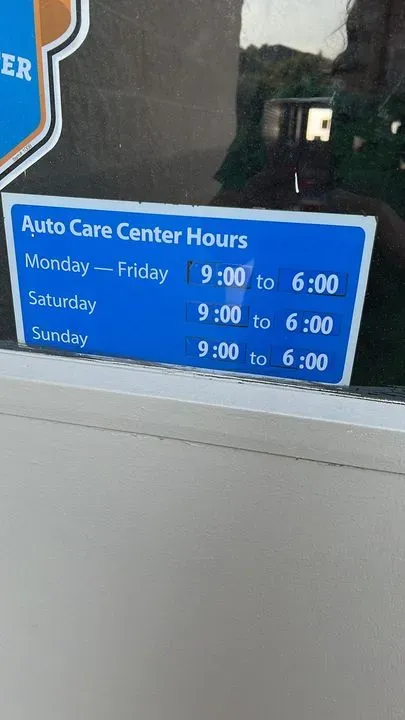 ER
Auto Care Center Hours
Monday — Friday 9:00 to 6:00
Saturday 9:00 to 6:00
Sunday 9:00 to 6:00